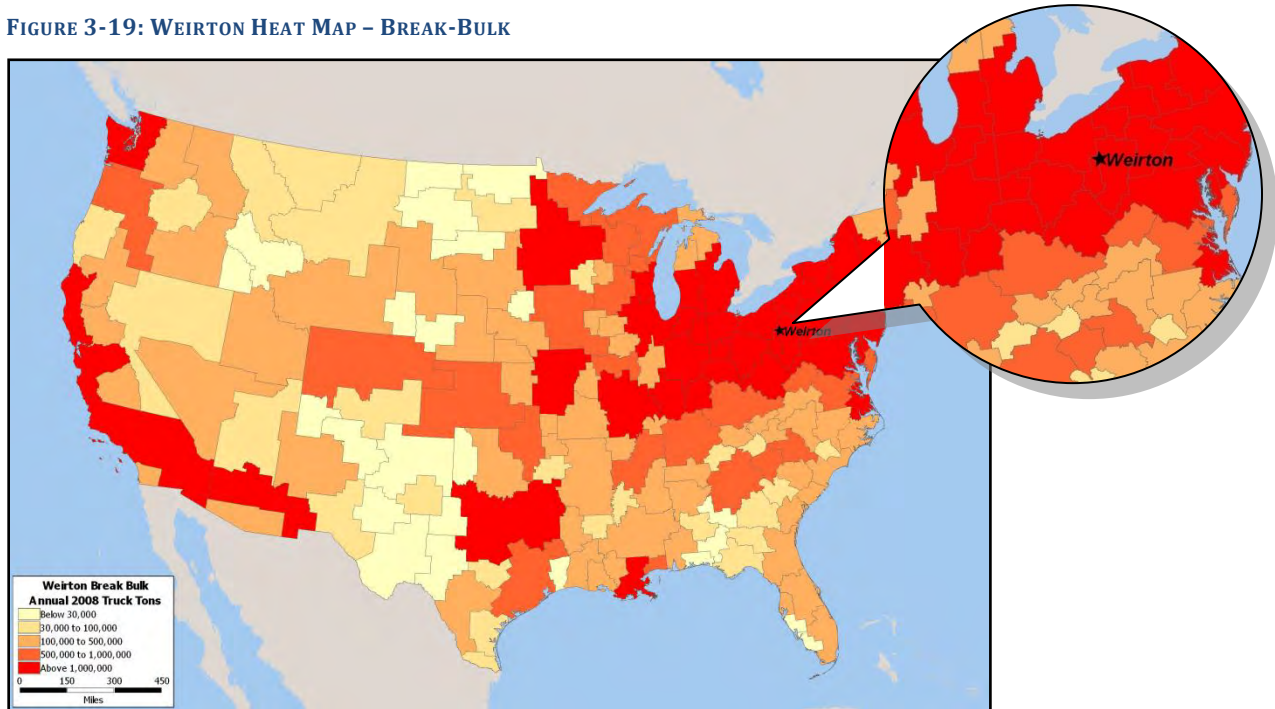 FIGURE 3-19: WEIRTON HEAT MAP – BREAK-BULK
Weirton
Weirton
Weirton Break Bulk
Annual 2008 Truck Tons
Below 30,000
30,000 to 100,000
100,000 to 500,000
500,000 to 1,000,000
Above 1,000,000
0 150 300 450
Miles